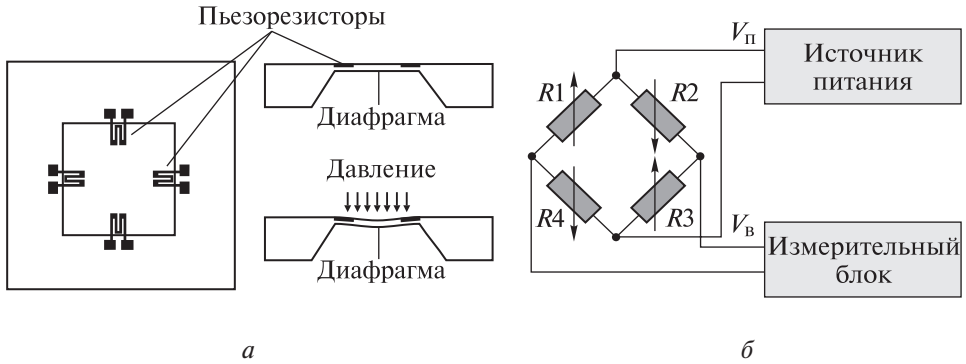 Пьезорезисторы
Диафрагма
Давление
Диафрагма
а
V_п
Источник
питания
R1
R2
R4
R3
V_в
Измерительный
блок
б